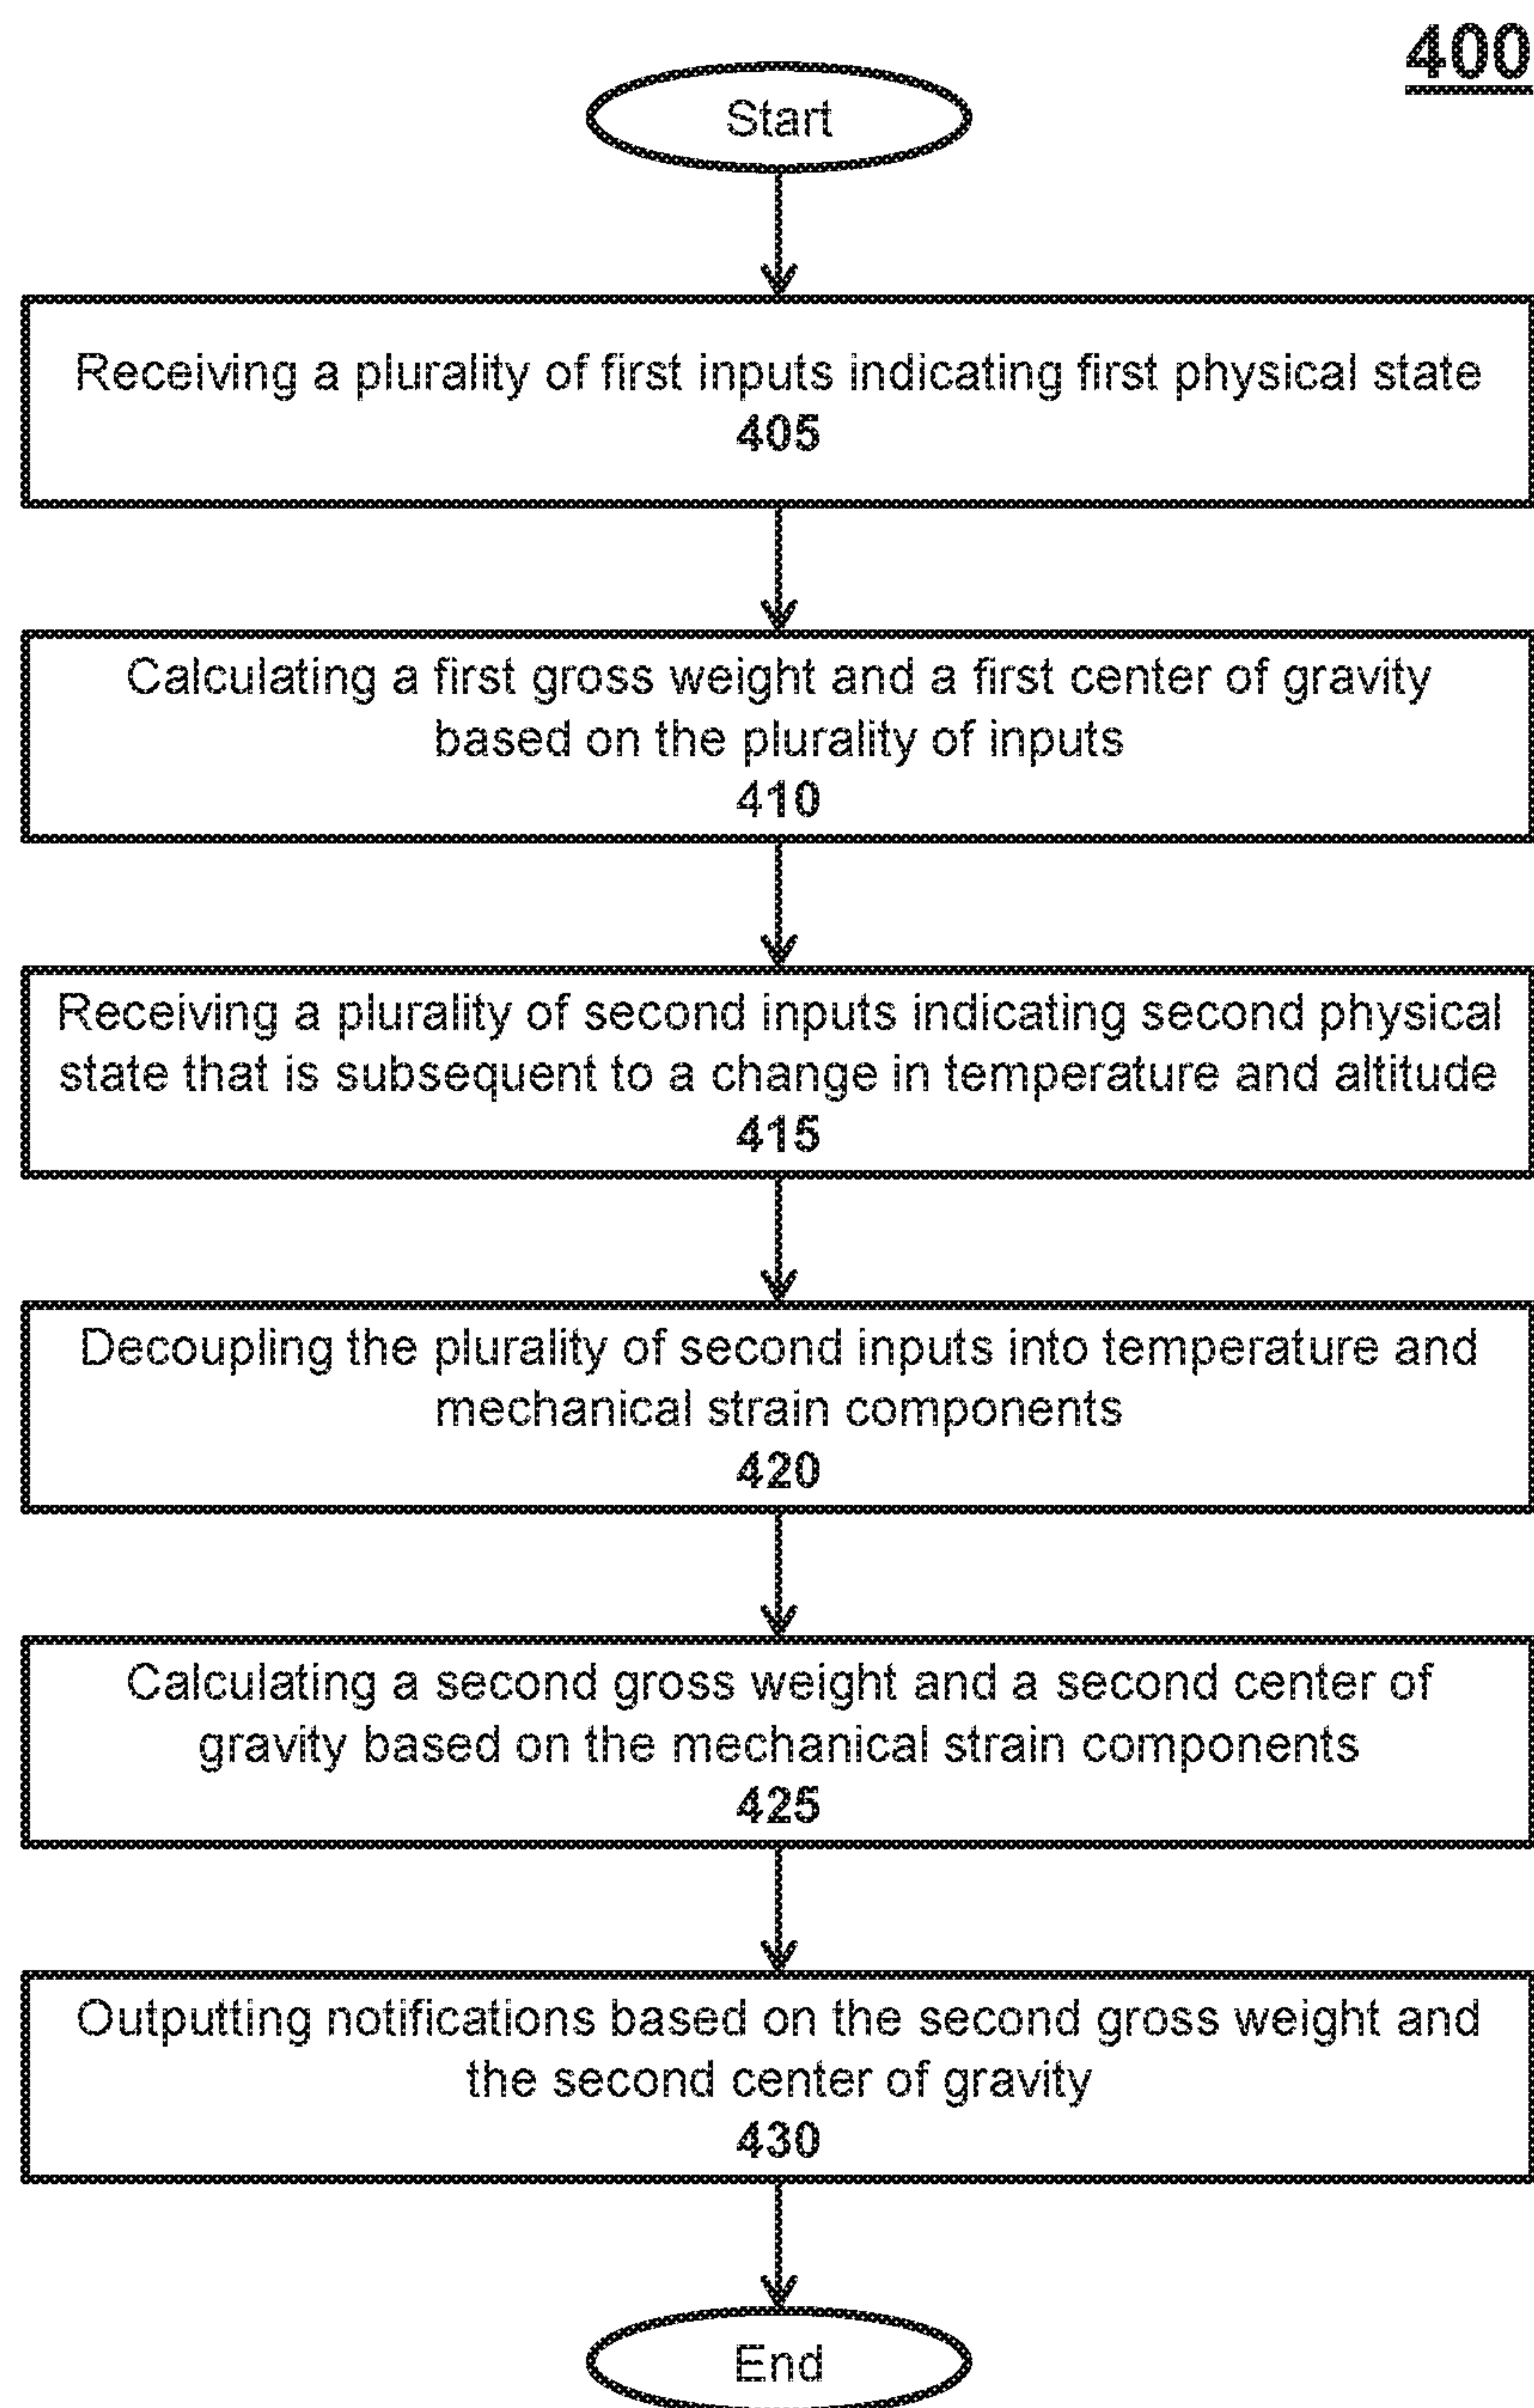 400
Start
Receiving a plurality of first inputs indicating first physical state
405
Calculating a first gross weight and a first center of gravity
based on the plurality of inputs
410
Receiving a plurality of second inputs indicating second physical
state that is subsequent to a change in temperature and altitude
415
Decoupling the plurality of second inputs into temperature and
mechanical strain components
420
Calculating a second gross weight and a second center of
gravity based on the mechanical strain components
425
Outputting notifications based on the second gross weight and
the second center of gravity
430
End